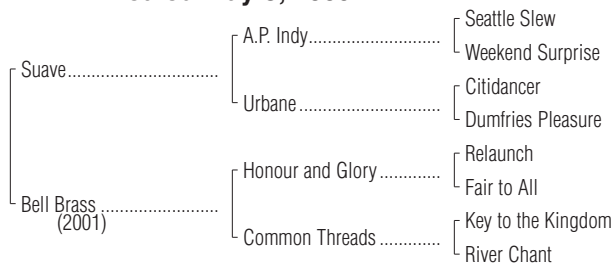 Seattle Slew
A.P. Indy
Weekend Surprise
Suave
Citidancer
Urbane
Dumfries Pleasure
Relaunch
Honour and Glory
Fair to All
Bell Brass
(2001)
Key to the Kingdom
Common Threads
River Chant